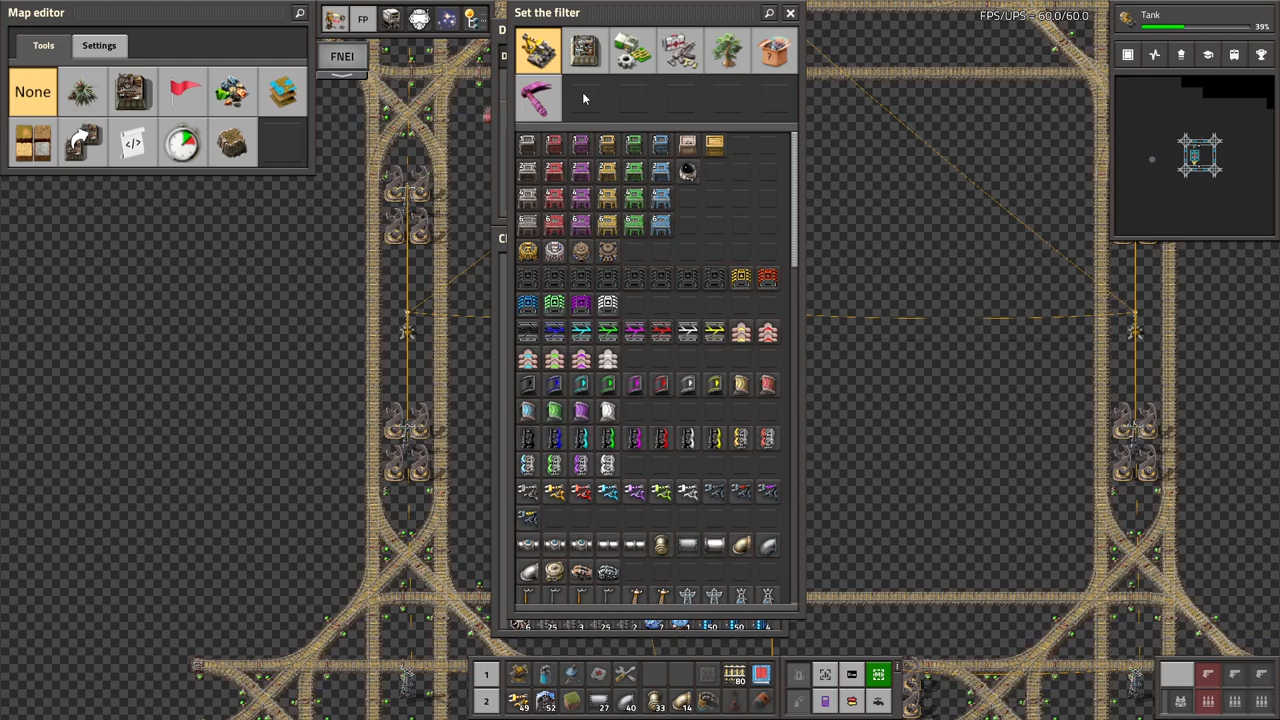 Map editor
FP
Set the filter
FPS/UPS = 60.0/60.0
Tank
39%
Tools
Settings
FNEI
None
</>
1
80
2
49
52
27
40
33
14